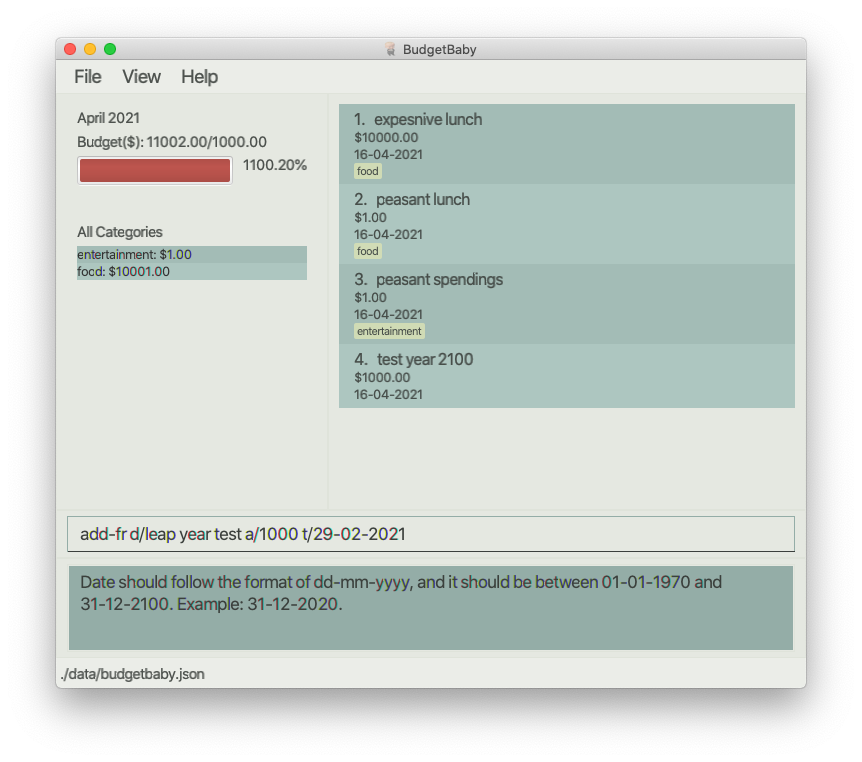 BudgetBaby
File View Help
April 2021
Budget($): 11002.00/1000.00
1100.20%
All Categories
entertainment: $1.00
food: $10001.00
1. expesnive lunch
$10000.00
16-04-2021
food
2. peasant lunch
$1.00
16-04-2021
food
3. peasant spendings
$1.00
16-04-2021
entertainment
4. test year 2100
$1000.00
16-04-2021
add-fr d/leap year test a/1000 t/29-02-2021
Date should follow the format of dd-mm-yyyy, and it should be between 01-01-1970 and
31-12-2100. Example: 31-12-2020.
./data/budgetbaby.json